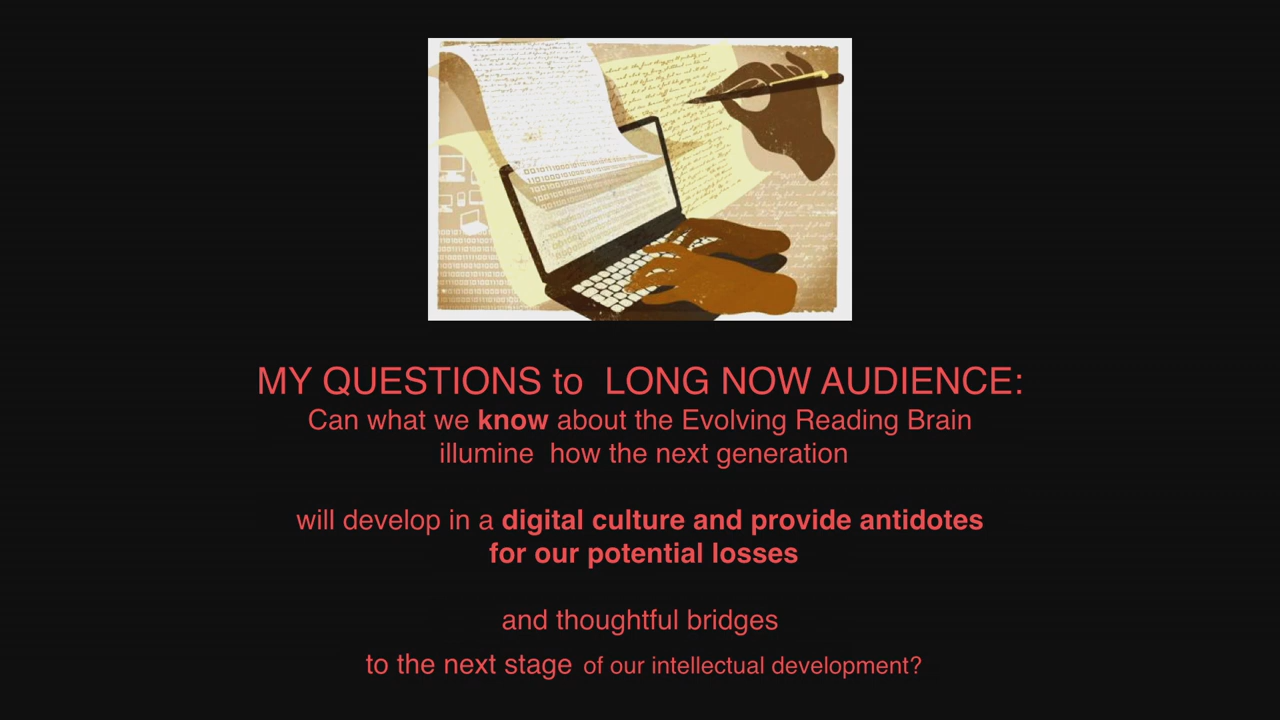 MY QUESTIONS to LONG NOW AUDIENCE:
Can what we know about the Evolving Reading Brain
illumine how the next generation
will develop in a digital culture and provide antidotes
for our potential losses
and thoughtful bridges
to the next stage of our intellectual development?